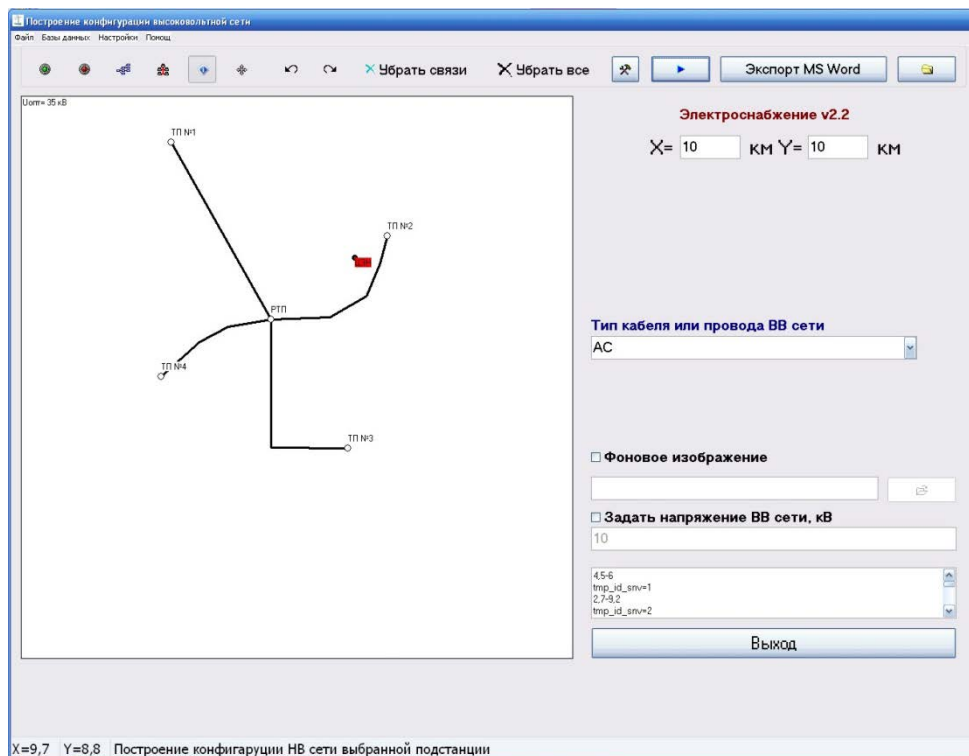 Построение конфигурации высоковольтной сети
Файл Базы данных Настройки Помощ
Убрать связи Убрать все Экспорт MS Word
Uопт= 35 кВ
Электроснабжение v2.2
X= 10 км Y= 10 км
ТП №1
ТП №2
РТП
ТП №4
ТП №3
Тип кабеля или провода ВВ сети
АС
Фоновое изображение
Задать напряжение ВВ сети, кВ
10
4,5-6
tmp_id_snv=1
2,7-9,2
tmp_id_snv=2
Выход
X=9,7 Y=8,8 Построение конфигаруции НВ сети выбранной подстанции